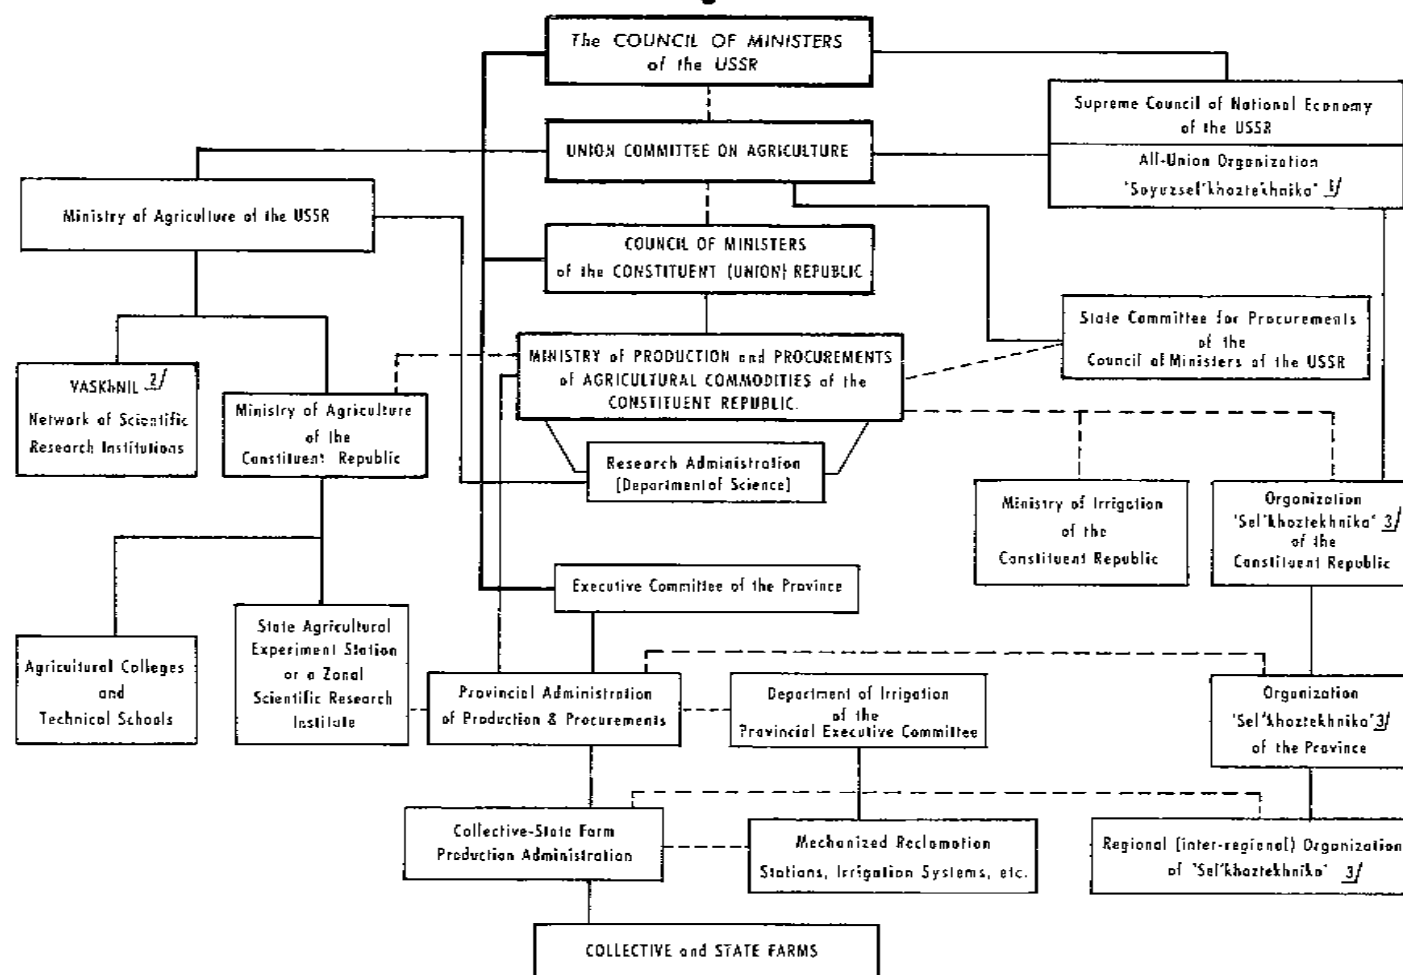 The COUNCIL OF MINISTERS
of the USSR
Supreme Council of National Economy
of the USSR
UNION COMMITTEE ON AGRICULTURE
All-Union Organization
'Soyuzsel'khoztekhnika' 1/
Ministry of Agriculture of the USSR
COUNCIL OF MINISTERS
of the CONSTITUENT (UNION) REPUBLIC
State Committee for Procurements
of the
Council of Ministers of the USSR
MINISTRY of PRODUCTION and PROCUREMENTS
of AGRICULTURAL COMMODITIES of the
CONSTITUENT REPUBLIC.
VASKhNIL 2/
Network of Scientific
Research Institutions
Ministry of Agriculture
of the
Constituent Republic
Research Administration
(Department of Science)
Ministry of Irrigation
of the
Constituent Republic
Organization
'Sel'khoztekhnika' 3/
of the
Constituent Republic
Executive Committee of the Province
Agricultural Colleges
and
Technical Schools
State Agricultural
Experiment Station
or a Zonal
Scientific Research
Institute
Provincial Administration
of Production & Procurements
Department of Irrigation
of the
Provincial Executive Committee
Organization
'Sel'khoztekhnika' 3/
of the Province
Collective-State Farm
Production Administration
Mechanized Reclamation
Stations, Irrigation Systems, etc.
Regional (inter-regional) Organization
of 'Sel'khoztekhnika' 3/
COLLECTIVE and STATE FARMS